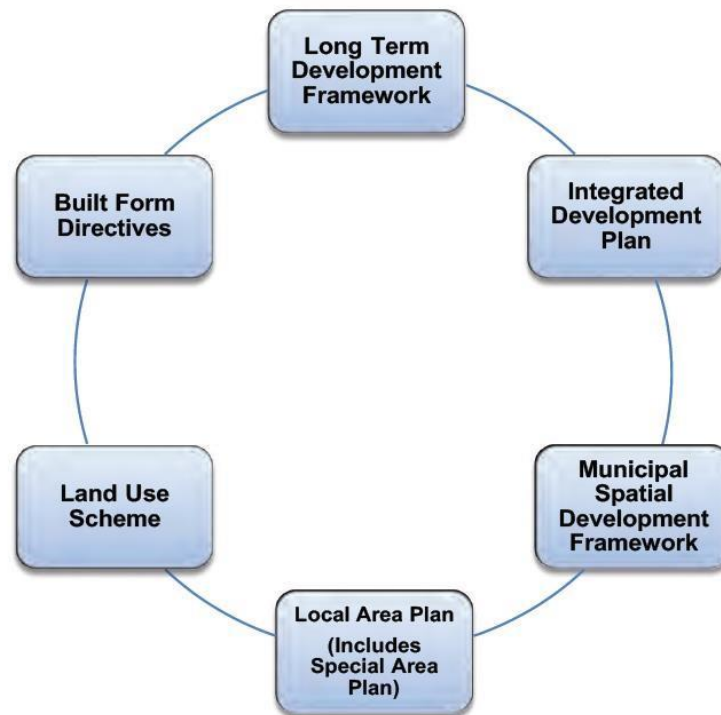 Long Term
Development
Framework
Integrated
Development
Plan
Municipal
Spatial
Development
Framework
Local Area Plan
(Includes
Special Area
Plan)
Land Use
Scheme
Built Form
Directives